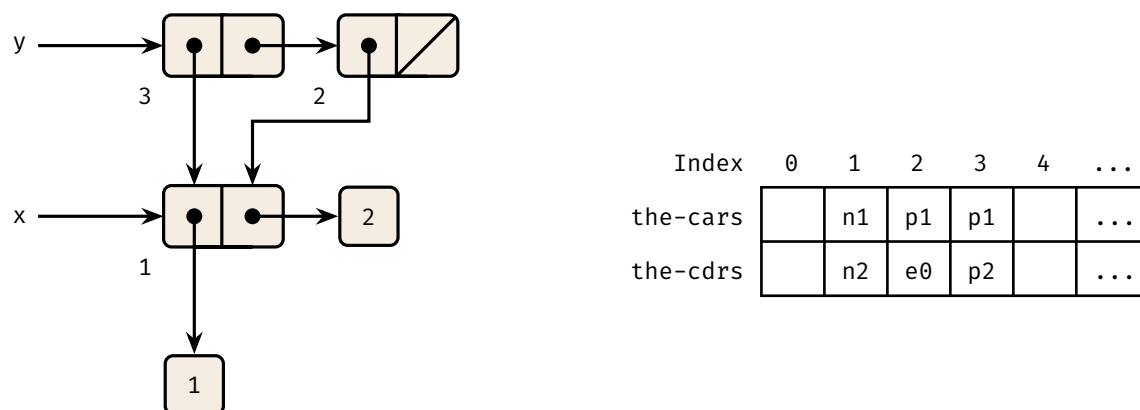 y
3 2
x 2
1
1
Index 0 1 2 3 4 ...
the-cars n1 p1 p1 ...
the-cdrs n2 e0 p2 ...